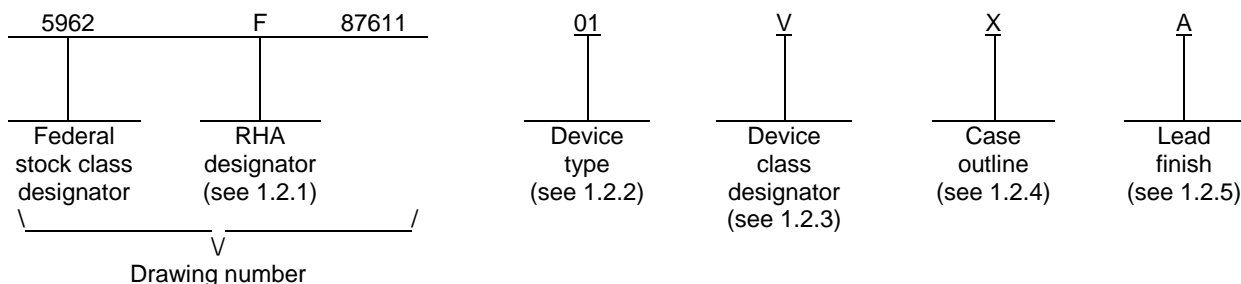 5962 F 87611 01 V X A
Federal stock class designator
RHA designator (see 1.2.1)
Device type (see 1.2.2)
Device class designator (see 1.2.3)
Case outline (see 1.2.4)
Lead finish (see 1.2.5)
\ /
\/
Drawing number